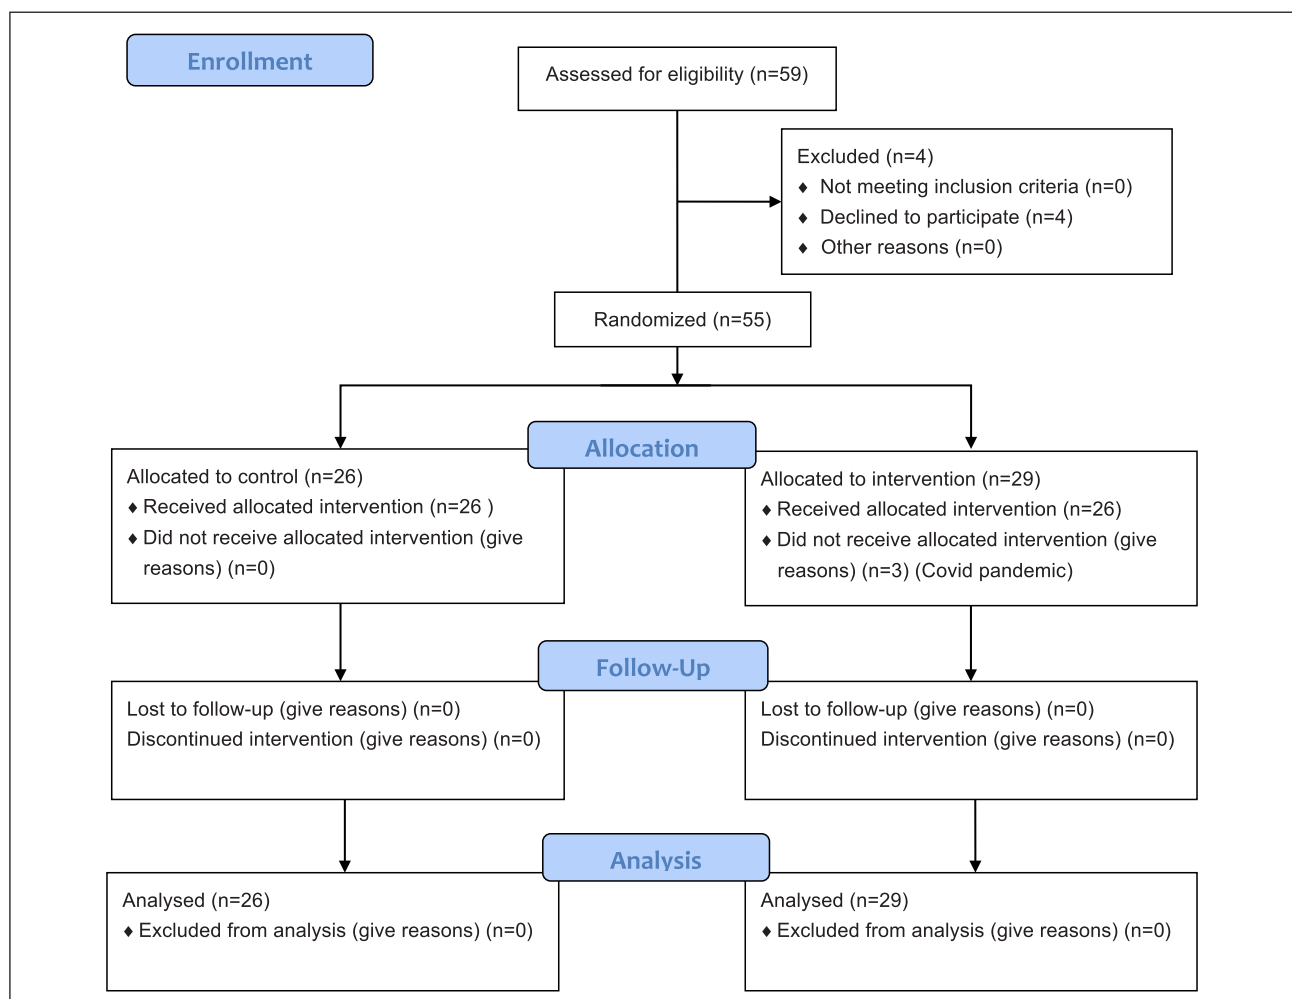 Enrollment
Assessed for eligibility (n=59)
Excluded (n=4)
♦ Not meeting inclusion criteria (n=0)
♦ Declined to participate (n=4)
♦ Other reasons (n=0)
Randomized (n=55)
Allocation
Allocated to control (n=26)
♦ Received allocated intervention (n=26 )
♦ Did not receive allocated intervention (give
reasons) (n=0)
Allocated to intervention (n=29)
♦ Received allocated intervention (n=26)
♦ Did not receive allocated intervention (give
reasons) (n=3) (Covid pandemic)
Follow-Up
Lost to follow-up (give reasons) (n=0)
Discontinued intervention (give reasons) (n=0)
Lost to follow-up (give reasons) (n=0)
Discontinued intervention (give reasons) (n=0)
Analysis
Analysed (n=26)
♦ Excluded from analysis (give reasons) (n=0)
Analysed (n=29)
♦ Excluded from analysis (give reasons) (n=0)